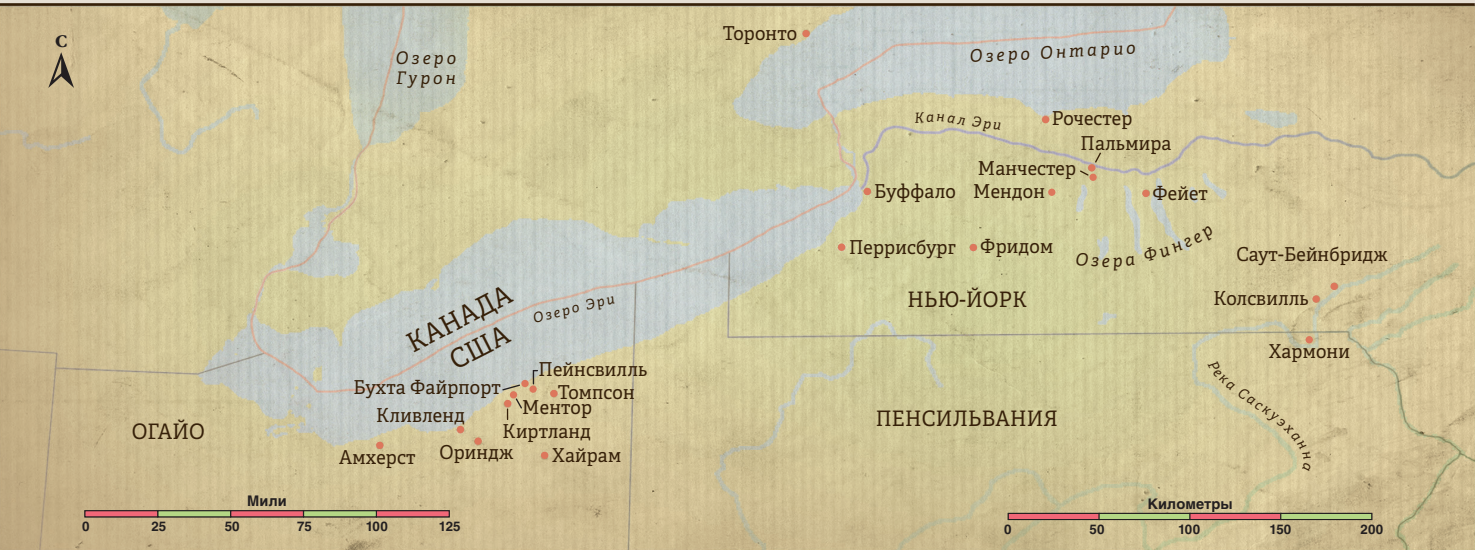 С
Озеро
Гурон
Торонто
Озеро Онтарио
Канал Эри
Рочестер
Пальмира
Манчестер
Буффало
Мендон
Фейет
Перрисбург
Фридом
Озера Фингер
Саут-Бейнбридж
НЬЮ-ЙОРК
Колсвилль
Хармони
КАНАДА
США
Озеро Эри
Река Саскуэханна
Пейнсвилль
Бухта Файрпорт
Томпсон
Ментор
Кливленд
Киртланд
ОГАЙО
ПЕНСИЛЬВАНИЯ
Амхерст
Ориндж
Хайрам
Мили
0 25 50 75 100 125
Километры
0 50 100 150 200